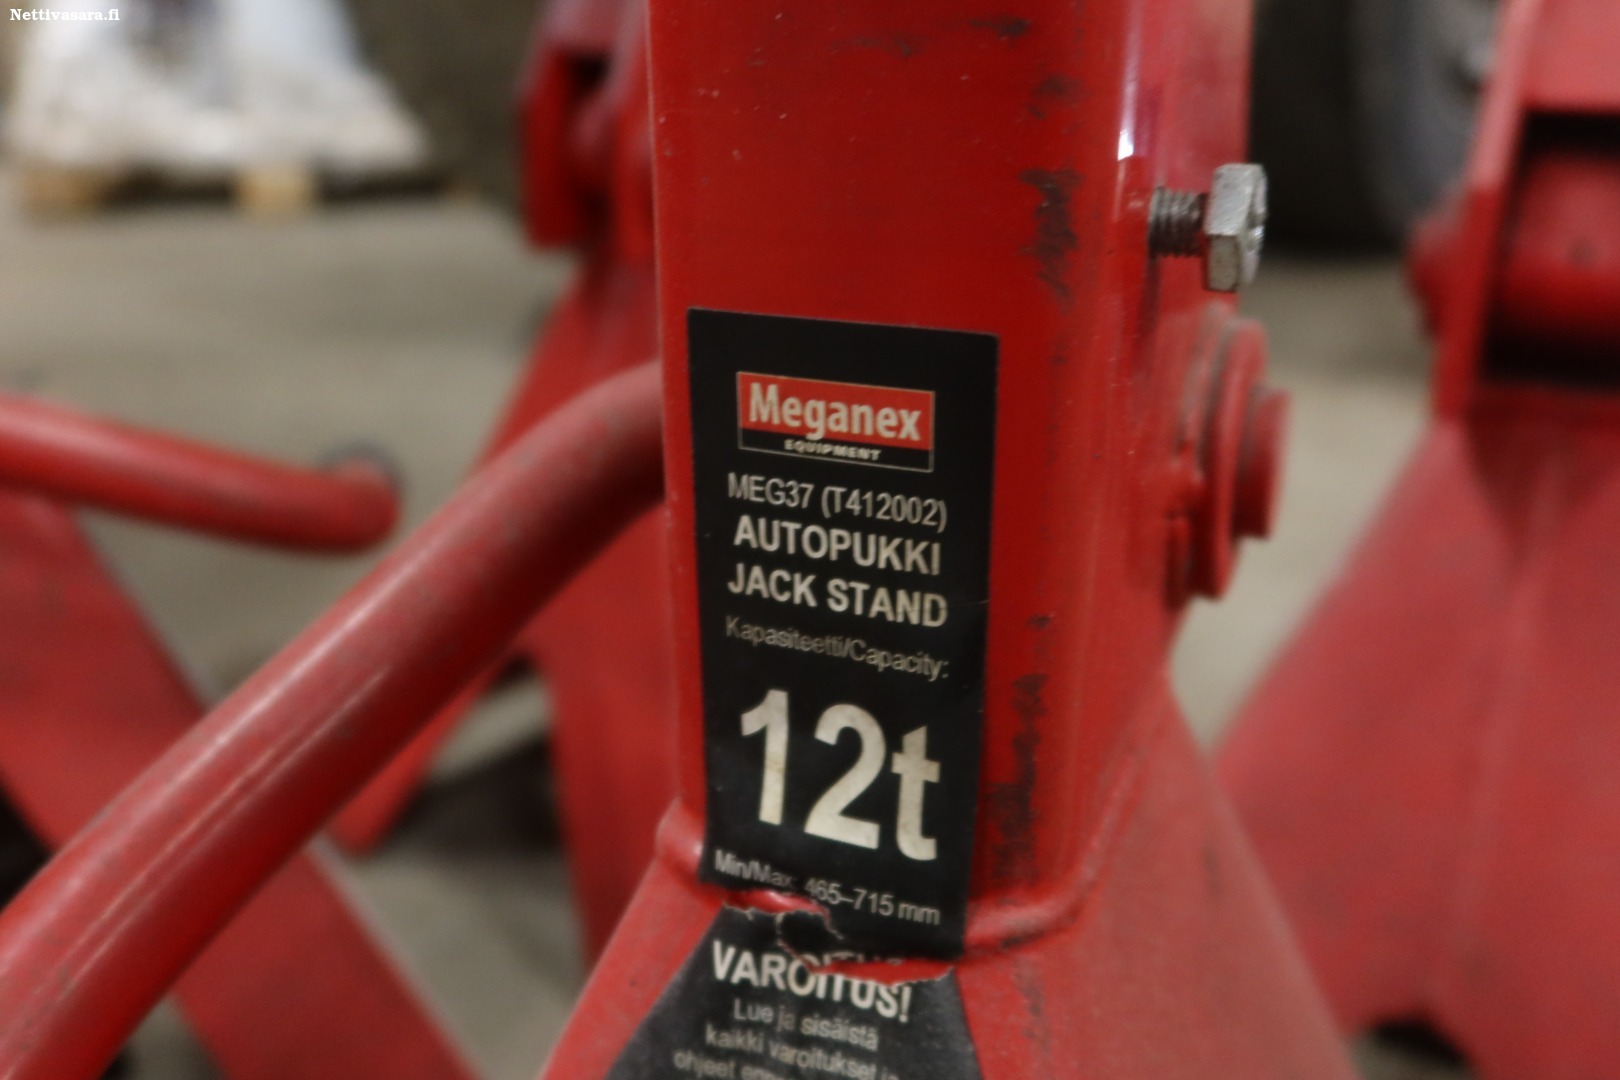 Nettivasara.fi
Meganex
EQUIPMENT
MEG37 (T412002)
AUTOPUKKI
JACK STAND
Kapasiteetti/Capacity:
12t
Min/Max: 465–715 mm
VAROITUS!
Lue ja sisäistä
kaikki varoitukset ja
ohjeet